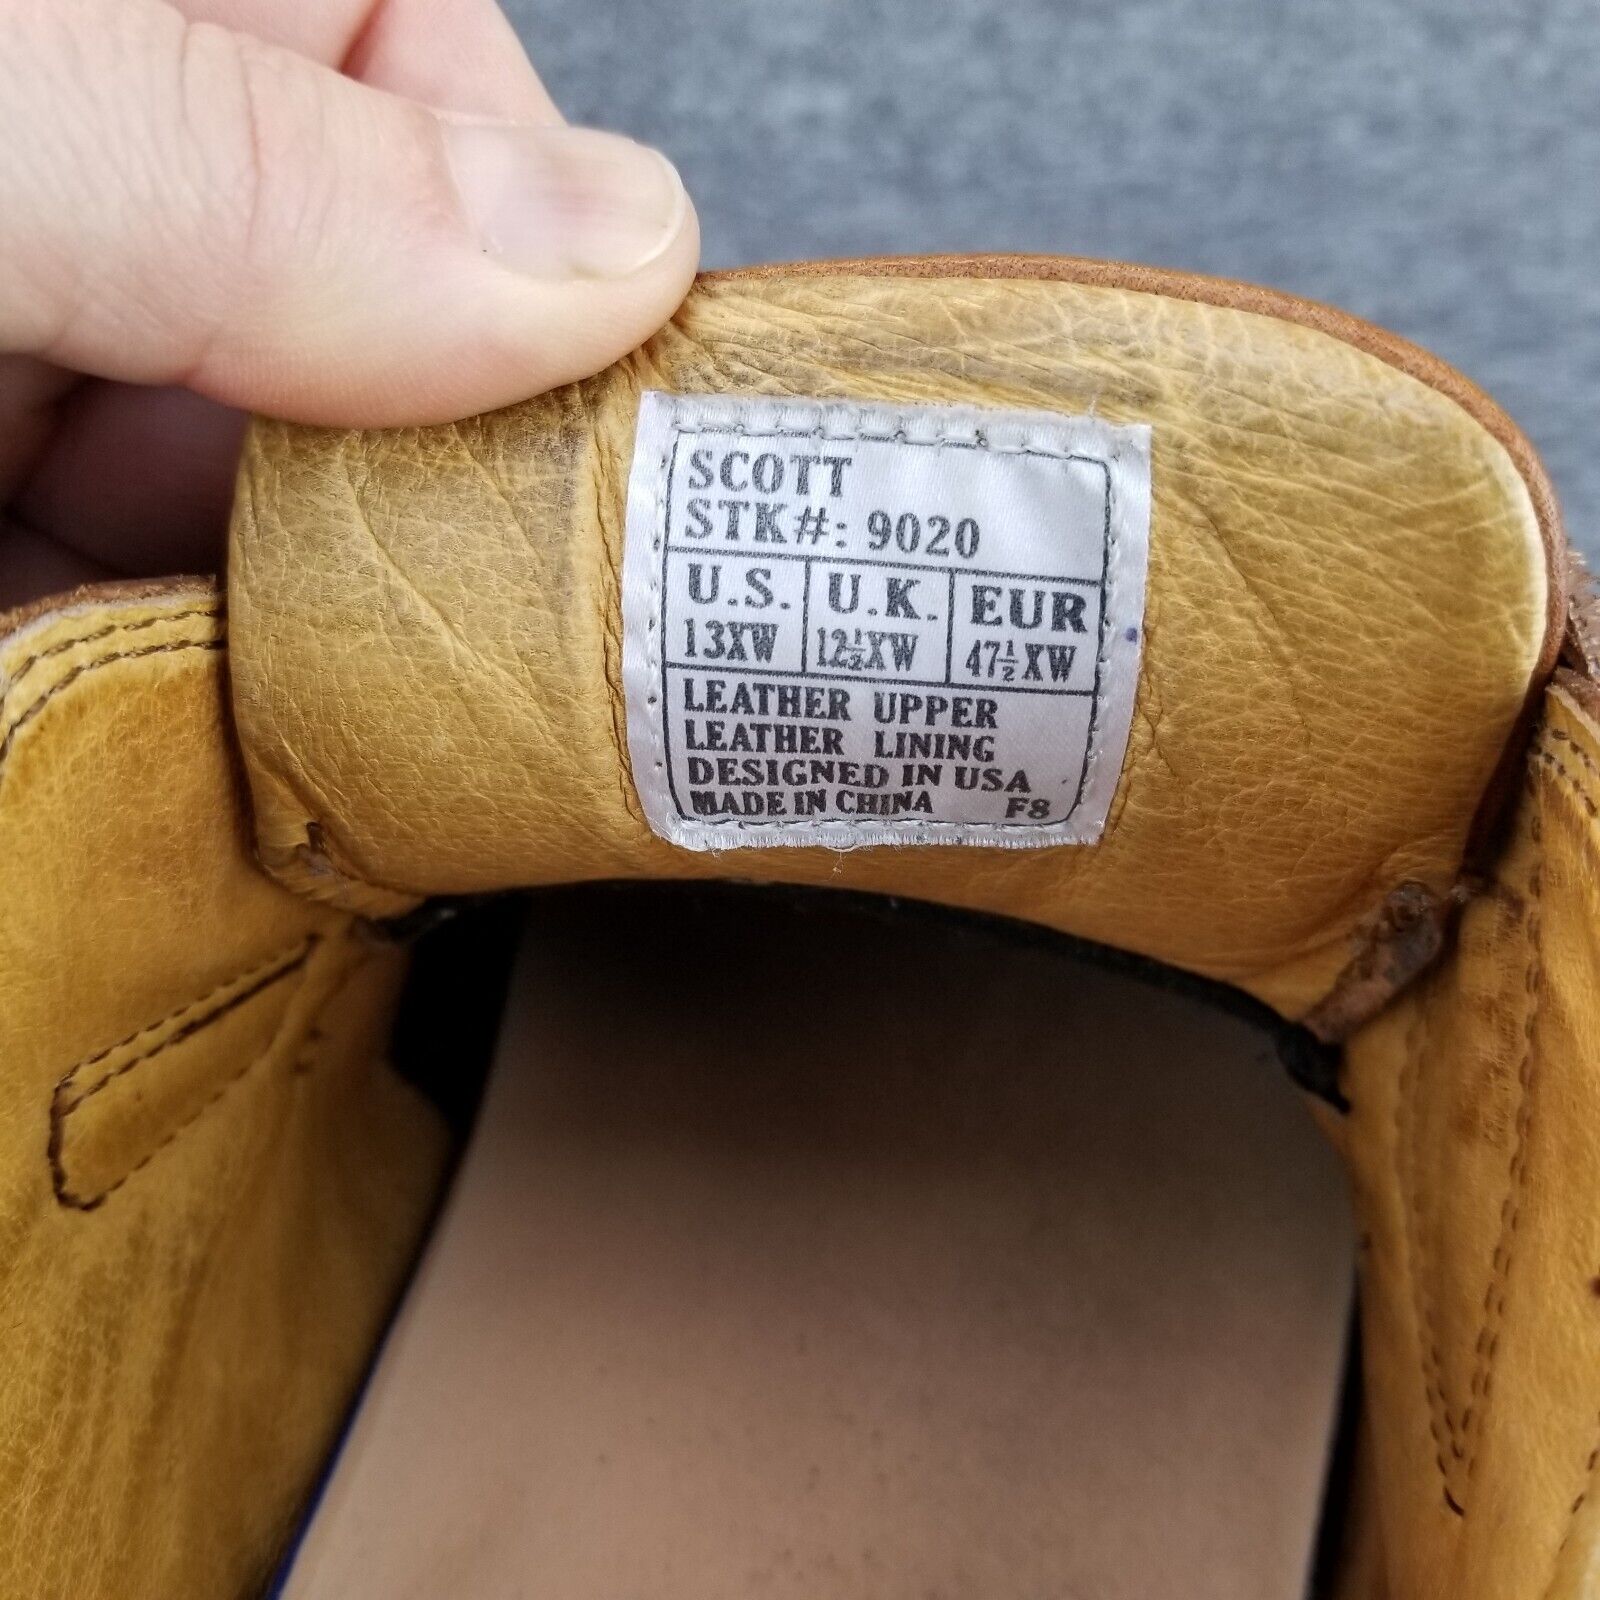 SCOTT
STK#: 9020
U.S. U.K. EUR
13XW 12½XW 47½XW
LEATHER UPPER
LEATHER LINING
DESIGNED IN USA
MADE IN CHINA F8